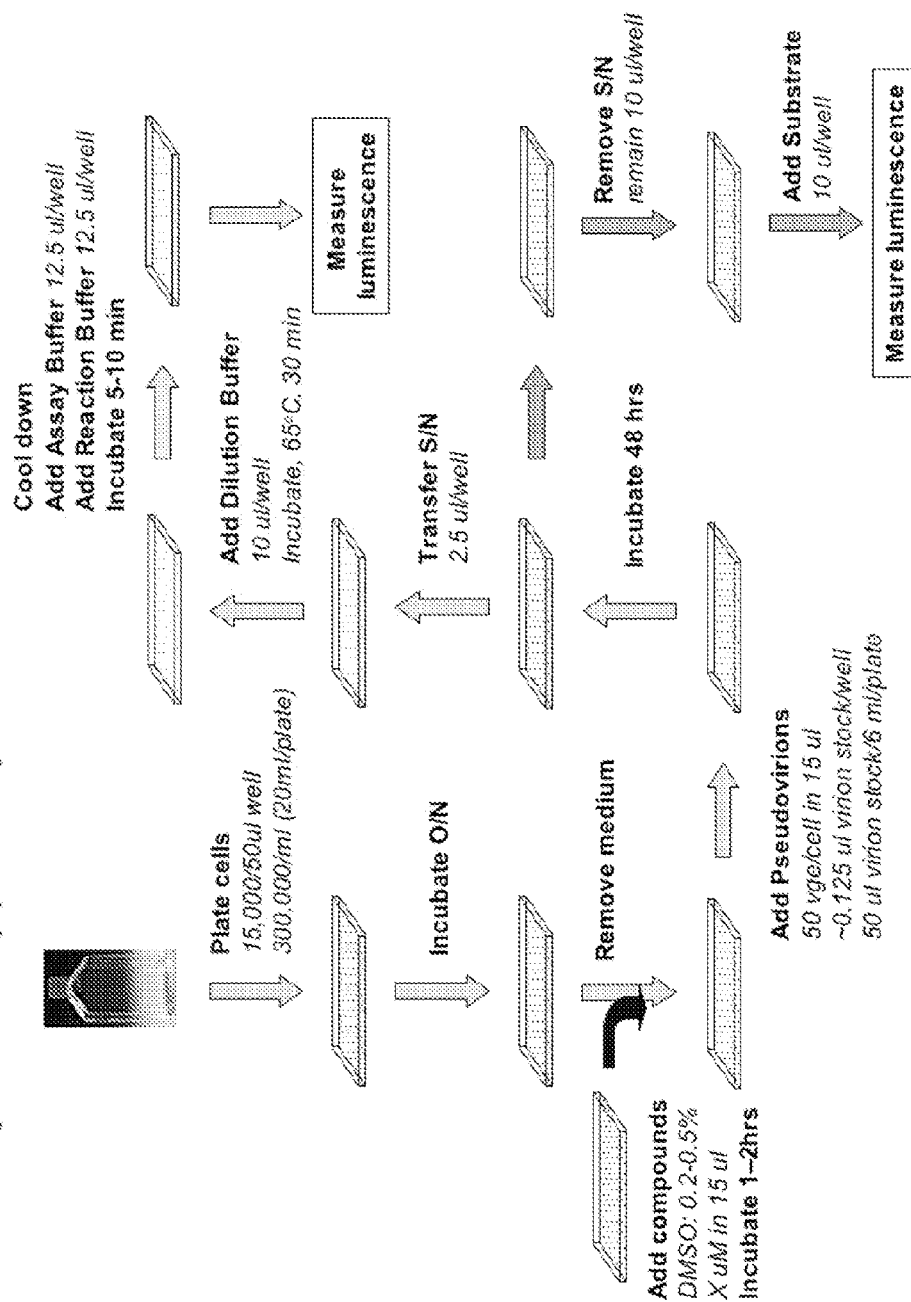 Plate cells
15,000/50ul well
300,000/ml (20ml/plate)
Incubate O/N
Remove medium
Add compounds
DMSO: 0.2-0.5%
X uM in 15 ul
Incubate 1–2hrs
Add Pseudovirions
50 vge/cell in 15 ul
~0.125 ul virion stock/well
50 ul virion stock/6 ml/plate
Incubate 48 hrs
Transfer S/N
2.5 ul/well
Add Dilution Buffer
10 ul/well
Incubate, 65°C, 30 min
Cool down
Add Assay Buffer 12.5 ul/well
Add Reaction Buffer 12.5 ul/well
Incubate 5-10 min
Measure
luminescence
Remove S/N
remain 10 ul/well
Add Substrate
10 ul/well
Measure luminescence